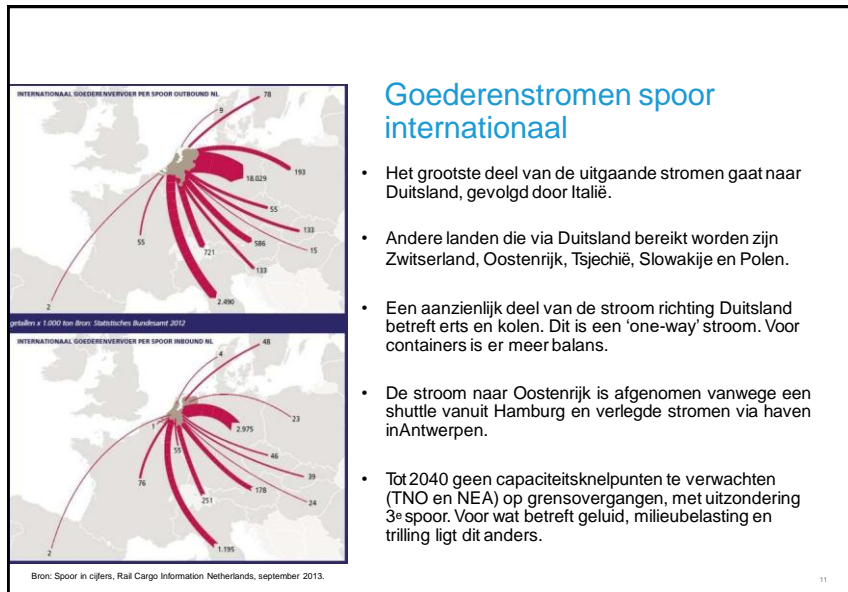 INTERNATIONAAL GOEDERENVERVOER PER SPOOR OUTBOUND NL
78
9
193
18.029
55
133
55
586
15
721
133
2
2.490
getallen x 1.000 ton Bron: Statistisches Bundesamt 2012
INTERNATIONAAL GOEDERENVERVOER PER SPOOR INBOUND NL
48
4
23
1
2.975
55
46
76
39
178
251
24
2
1.195
Bron: Spoor in cijfers, Rail Cargo Information Netherlands, september 2013.
Goederenstromen spoor
internationaal
• Het grootste deel van de uitgaande stromen gaat naar
Duitsland, gevolgd door Italië.
• Andere landen die via Duitsland bereikt worden zijn
Zwitserland, Oostenrijk, Tsjechië, Slowakije en Polen.
• Een aanzienlijk deel van de stroom richting Duitsland
betreft erts en kolen. Dit is een ‘one-way’ stroom. Voor
containers is er meer balans.
• De stroom naar Oostenrijk is afgenomen vanwege een
shuttle vanuit Hamburg en verlegde stromen via haven
inAntwerpen.
• Tot 2040 geen capaciteitsknelpunten te verwachten
(TNO en NEA) op grensovergangen, met uitzondering
3e spoor. Voor wat betreft geluid, milieubelasting en
trilling ligt dit anders.
11